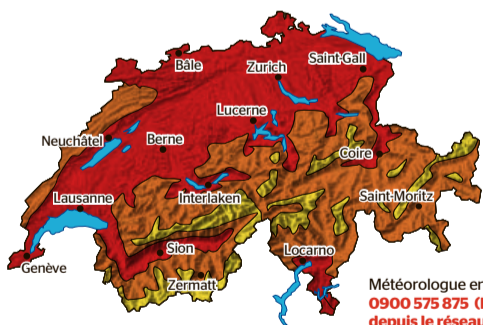 Bâle
Zurich
Saint-Gall
Lucerne
Neuchâtel
Berne
Coire
Lausanne
Interlaken
Saint-Moritz
Sion
Locarno
Genève
Zermatt
Météorologue en
0900 575 875
depuis le réseau